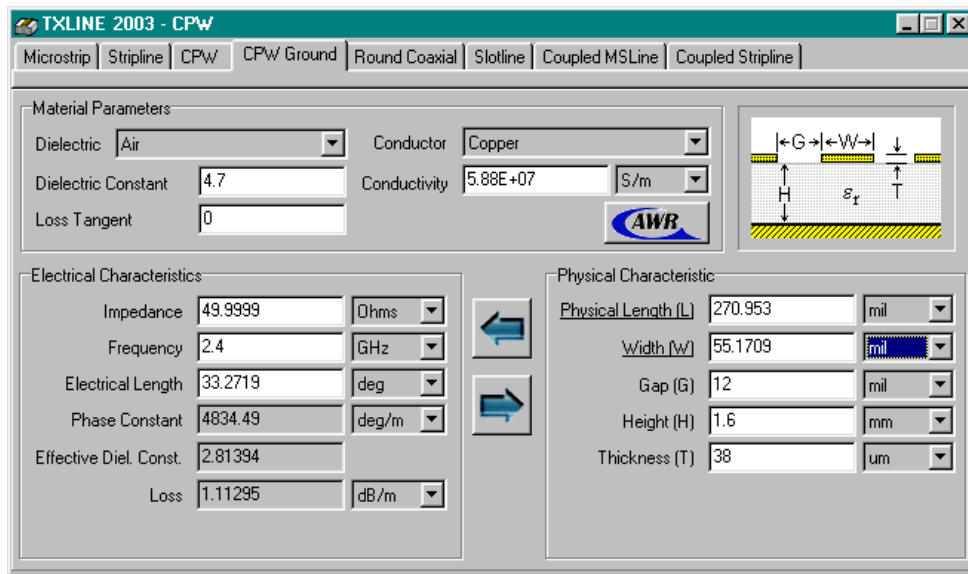 TXLINE 2003 - CPW
Microstrip Stripline CPW CPW Ground Round Coaxial Slotline Coupled MSLine Coupled Stripline
Material Parameters
Dielectric Air Conductor Copper
Dielectric Constant 4.7 Conductivity 5.88E+07 S/m
Loss Tangent 0 AWR
G W H εr T
Electrical Characteristics
Impedance 49.9999 Ohms
Frequency 2.4 GHz
Electrical Length 33.2719 deg
Phase Constant 4834.49 deg/m
Effective Diel. Const. 2.81394
Loss 1.11295 dB/m
Physical Characteristic
Physical Length (L) 270.953 mil
Width (W) 55.1709 mil
Gap (G) 12 mil
Height (H) 1.6 mm
Thickness (T) 38 um